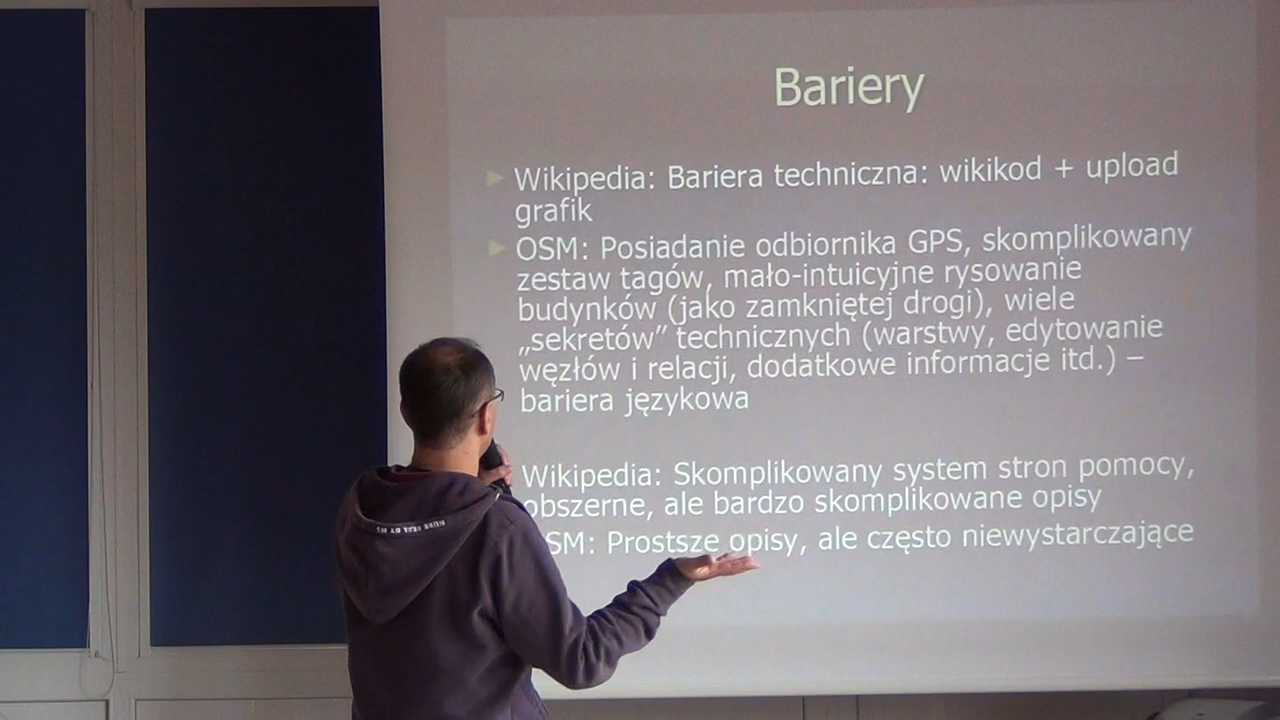 Bariery
Wikipedia: Bariera techniczna: wikikod + upload
grafik
OSM: Posiadanie odbiornika GPS, skomplikowany
zestaw tagów, mało-intuicyjne rysowanie
budynków (jako zamkniętej drogi), wiele
„sekretów” technicznych (warstwy, edytowanie
węzłów i relacji, dodatkowe informacje itd.) –
bariera językowa
Wikipedia: Skomplikowany system stron pomocy,
obszerne, ale bardzo skomplikowane opisy
SM: Prostsze opisy, ale często niewystarczające